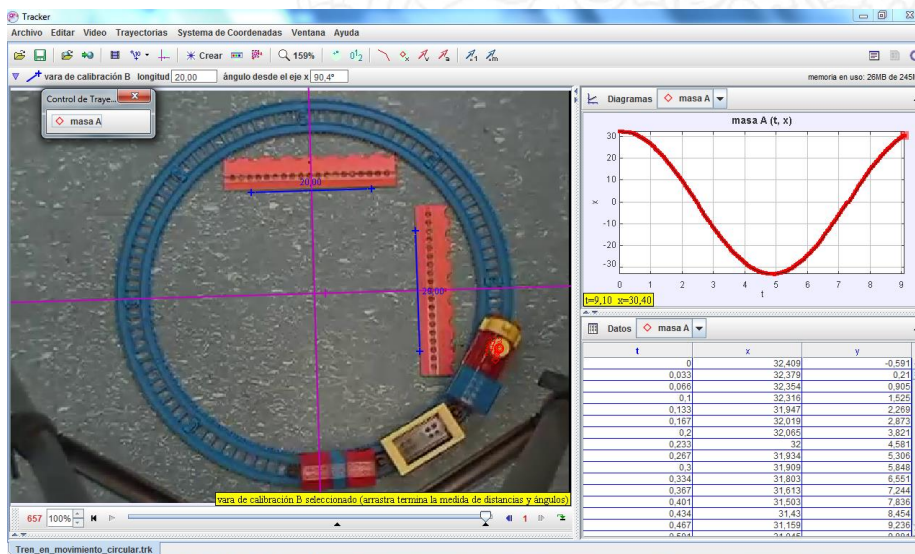 Tracker
Archivo Editar Video Trayectorias Sistema de Coordenadas Ventana Ayuda
Crear 159%
vara de calibración B longitud 20,00 ángulo desde el eje x 90,4° memoria en uso: 26MB de 245M
Control de Traye...
masa A
20,00
20,00
vara de calibración B seleccionado (arrastra termina la medida de distancias y ángulos)
657 100% 1
Tren_en_movimiento_circular.trk
Diagramas masa A
masa A (t, x)
30
20
10
0
-10
-20
-30
x
0 1 2 3 4 5 6 7 8 9
t
t=9,10 x=30,40
Datos masa A
t x y
0 32,409 -0,591
0,033 32,379 0,21
0,066 32,354 0,905
0,1 32,316 1,525
0,133 31,947 2,269
0,167 32,019 2,873
0,2 32,065 3,821
0,233 32 4,581
0,267 31,934 5,306
0,3 31,909 5,848
0,334 31,803 6,551
0,367 31,613 7,244
0,401 31,503 7,836
0,434 31,43 8,454
0,467 31,159 9,236